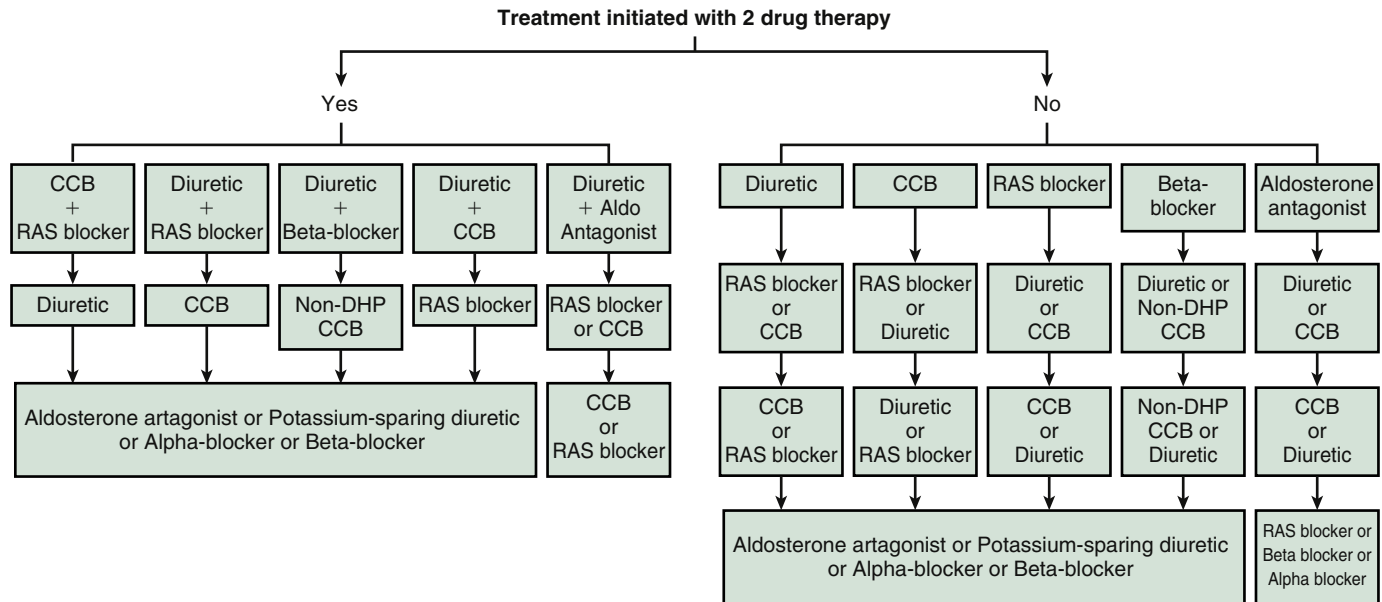 Treatment initiated with 2 drug therapy
Yes
No
CCB
+
RAS blocker
Diuretic
+
RAS blocker
Diuretic
+
Beta-blocker
Diuretic
+
CCB
Diuretic
+ Aldo
Antagonist
Diuretic
CCB
Non-DHP
CCB
RAS blocker
RAS blocker
or CCB
Aldosterone artagonist or Potassium-sparing diuretic
or Alpha-blocker or Beta-blocker
CCB
or
RAS blocker
Diuretic
CCB
RAS blocker
Beta-
blocker
Aldosterone
antagonist
RAS blocker
or
CCB
RAS blocker
or
Diuretic
Diuretic
or
CCB
Diuretic or
Non-DHP
CCB
Diuretic
or
CCB
CCB
or
RAS blocker
Diuretic
or
RAS blocker
CCB
or
Diuretic
Non-DHP
CCB or
Diuretic
CCB
or
Diuretic
Aldosterone artagonist or Potassium-sparing diuretic
or Alpha-blocker or Beta-blocker
RAS blocker or
Beta blocker or
Alpha blocker